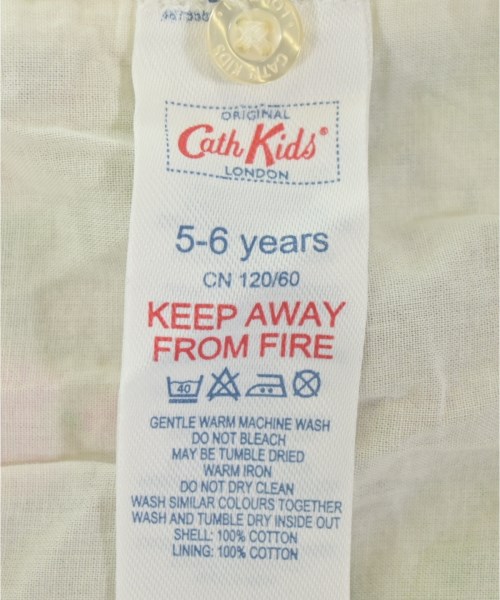 ORIGINAL
Cath Kids®
LONDON
5-6 years
CN 120/60
KEEP AWAY
FROM FIRE
40
GENTLE WARM MACHINE WASH
DO NOT BLEACH
MAY BE TUMBLE DRIED
WARM IRON
DO NOT DRY CLEAN
WASH SIMILAR COLOURS TOGETHER
WASH AND TUMBLE DRY INSIDE OUT
SHELL: 100% COTTON
LINING: 100% COTTON